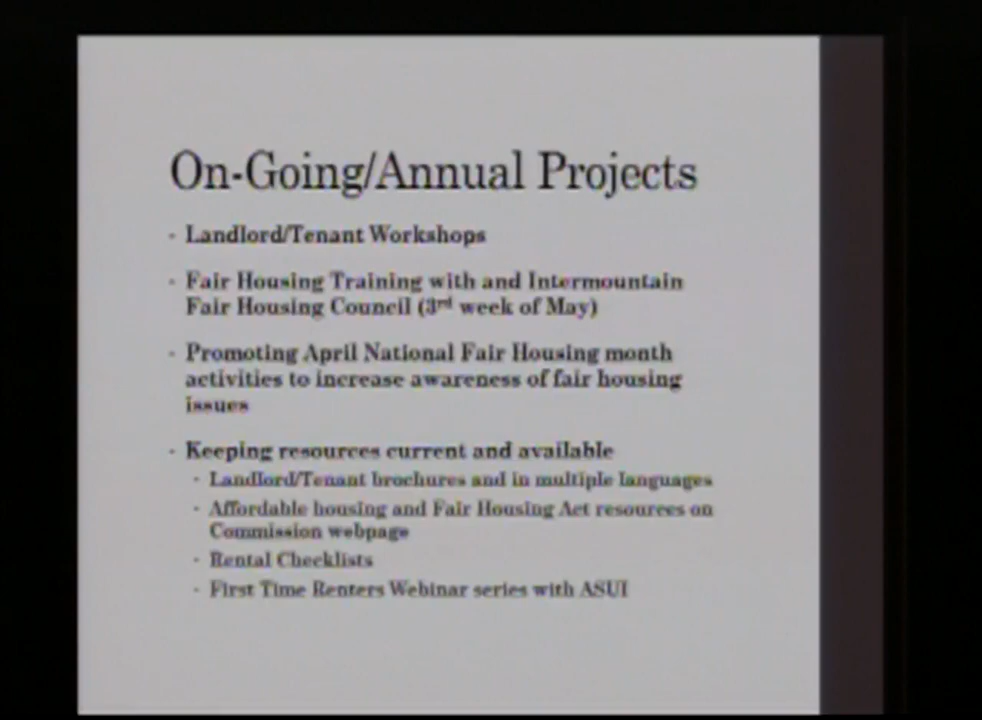 On-Going/Annual Projects
- Landlord/Tenant Workshops
- Fair Housing Training with and Intermountain
Fair Housing Council (3rd week of May)
- Promoting April National Fair Housing month
activities to increase awareness of fair housing
issues
- Keeping resources current and available
- Landlord/Tenant brochures and in multiple languages
- Affordable housing and Fair Housing Act resources on
Commission webpage
- Rental Checklists
- First Time Renters Webinar series with ASUI